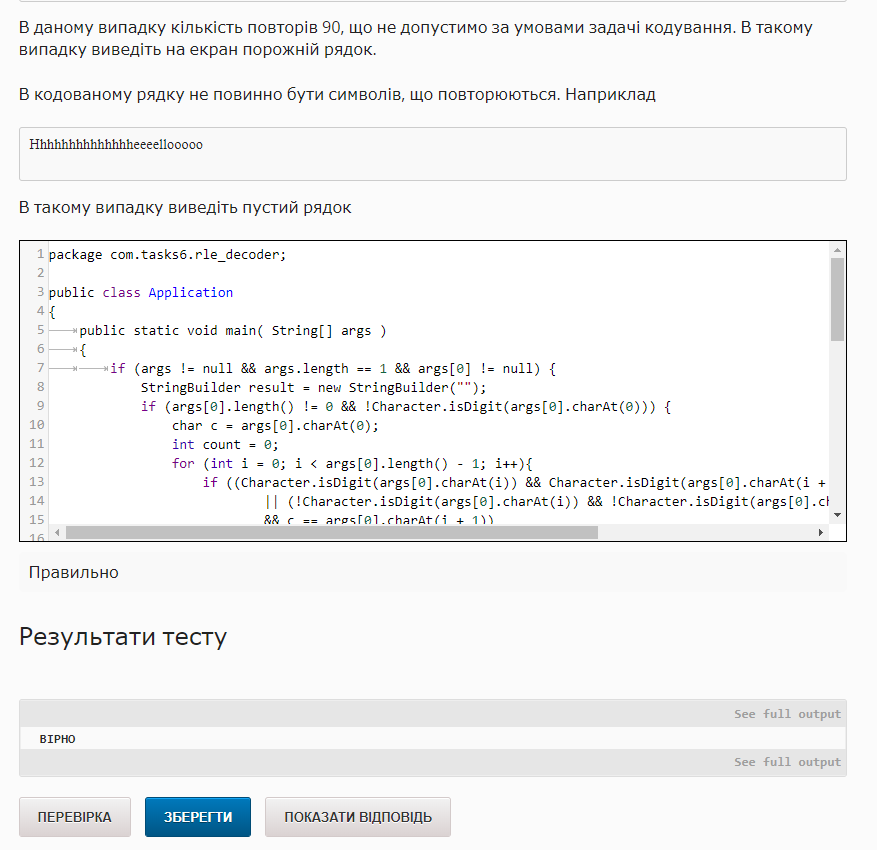 В даному випадку кількість повторів 90, що не допустимо за умовами задачі кодування. В такому
випадку виведіть на екран порожній рядок.
В кодованому рядку не повинно бути символів, що повторюються. Наприклад
Hhhhhhhhhhhhhheeeellooooo
В такому випадку виведіть пустий рядок
1 package com.tasks6.rle_decoder;
2
3 public class Application
4 {
5 public static void main( String[] args )
6 {
7 if (args != null && args.length == 1 && args[0] != null) {
8 StringBuilder result = new StringBuilder("");
9 if (args[0].length() != 0 && !Character.isDigit(args[0].charAt(0))) {
10 char c = args[0].charAt(0);
11 int count = 0;
12 for (int i = 0; i < args[0].length() - 1; i++){
13 if ((Character.isDigit(args[0].charAt(i)) && Character.isDigit(args[0].charAt(i +
14 || (!Character.isDigit(args[0].charAt(i)) && !Character.isDigit(args[0].ch
15 && c == args[0].charAt(i + 1))
16
Правильно
Результати тесту
See full output
ВІРНО
See full output
ПЕРЕВІРКА ЗБЕРЕГТИ ПОКАЗАТИ ВІДПОВІДЬ